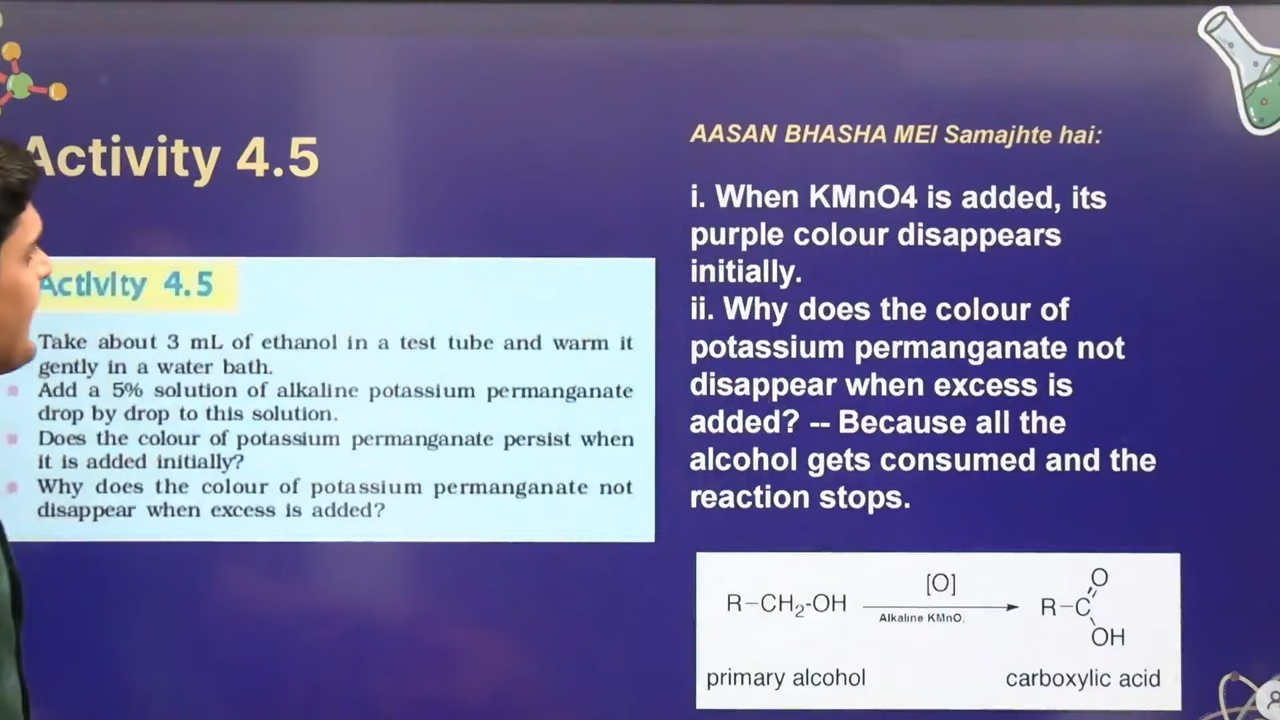 Activity 4.5
Activity 4.5
Take about 3 mL of ethanol in a test tube and warm it
gently in a water bath.
Add a 5% solution of alkaline potassium permanganate
drop by drop to this solution.
Does the colour of potassium permanganate persist when
it is added initially?
Why does the colour of potassium permanganate not
disappear when excess is added?
AASAN BHASHA MEI Samajhte hai:
i. When KMnO4 is added, its
purple colour disappears
initially.
ii. Why does the colour of
potassium permanganate not
disappear when excess is
added? -- Because all the
alcohol gets consumed and the
reaction stops.
[O]
R-CH₂-OH
Alkaline KMnO
R-C
O
OH
primary alcohol
carboxylic acid